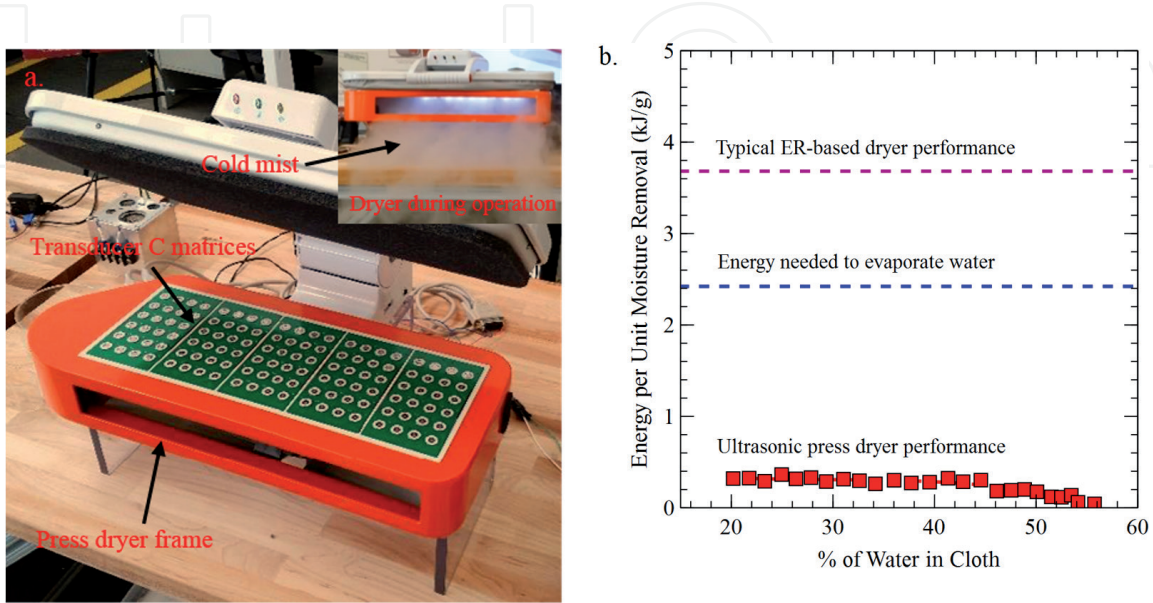 a.
Cold mist
Dryer during operation
Transducer C matrices
Press dryer frame
b.
Energy per Unit Moisture Removal (kJ/g)
5
4
3
2
1
0
Typical ER-based dryer performance
Energy needed to evaporate water
Ultrasonic press dryer performance
20 30 40 50 60
% of Water in Cloth